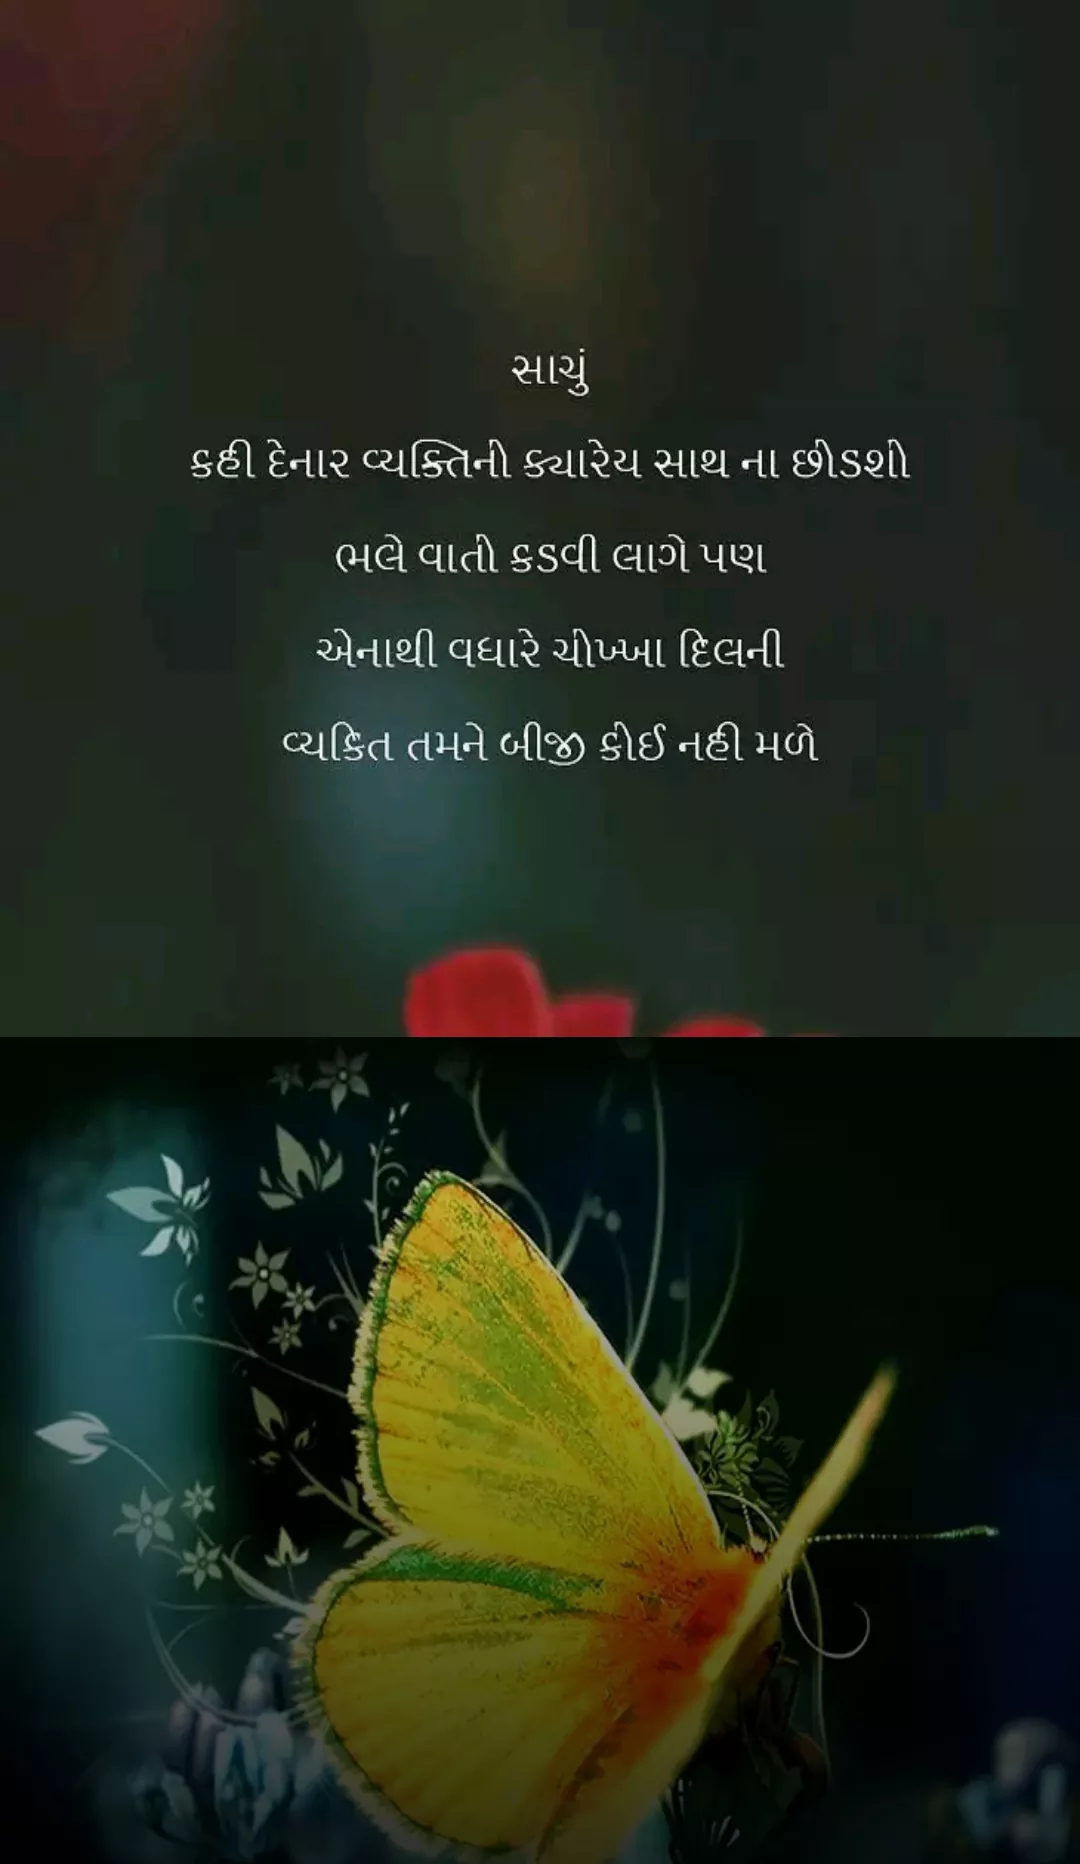 સાચું
કહી દેનાર વ્યક્તિનો ક્યારેય સાથ ના છોડશો
ભલે વાતો કડવી લાગે પણ
એનાથી વધારે ચોખ્ખા દિલની
વ્યકિત તમને બીજી કોઈ નહી મળે